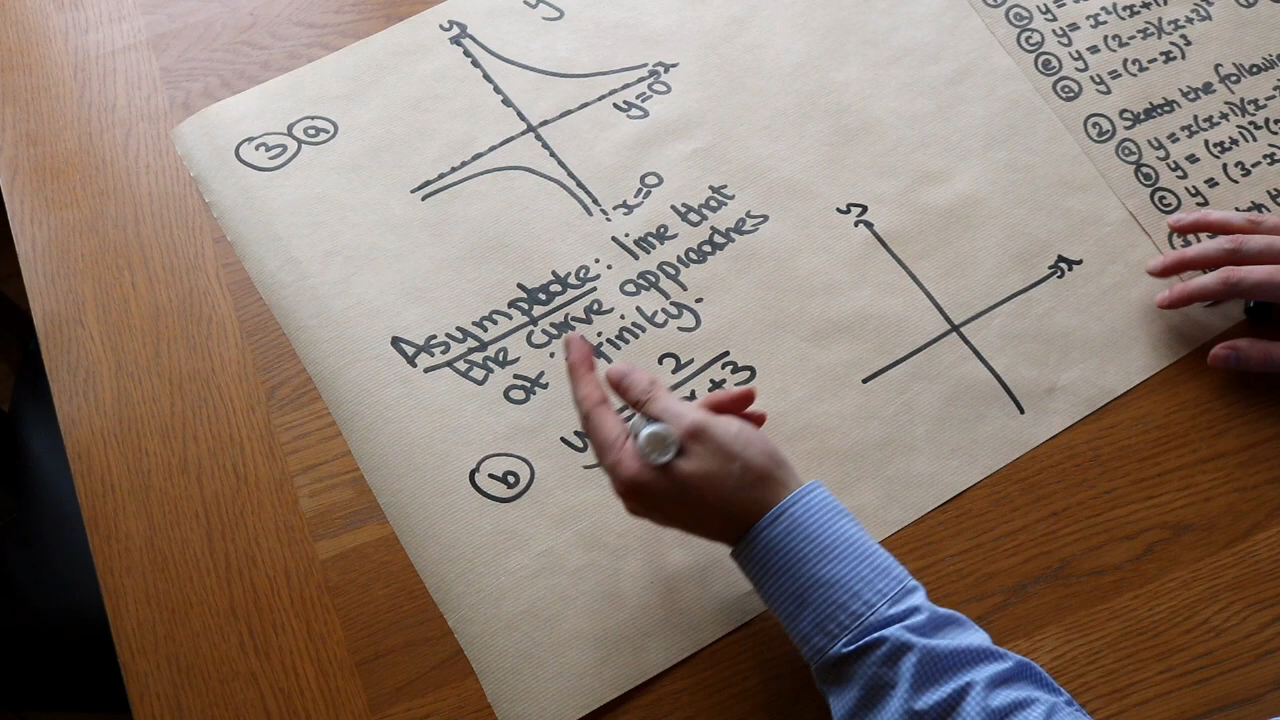 y
3 a
y
x
y=0
x=0
Asymptote: line that
the curve approaches
at infinity.
b y= 2
x+3
y
x
a y=
c y=x²(x+1)
e y=(2-x)(x+3)²
g y=(2-x)³
2 Sketch the following
a y=x(x+1)(x-
b y=(x+1)²(
c y=(3-x)